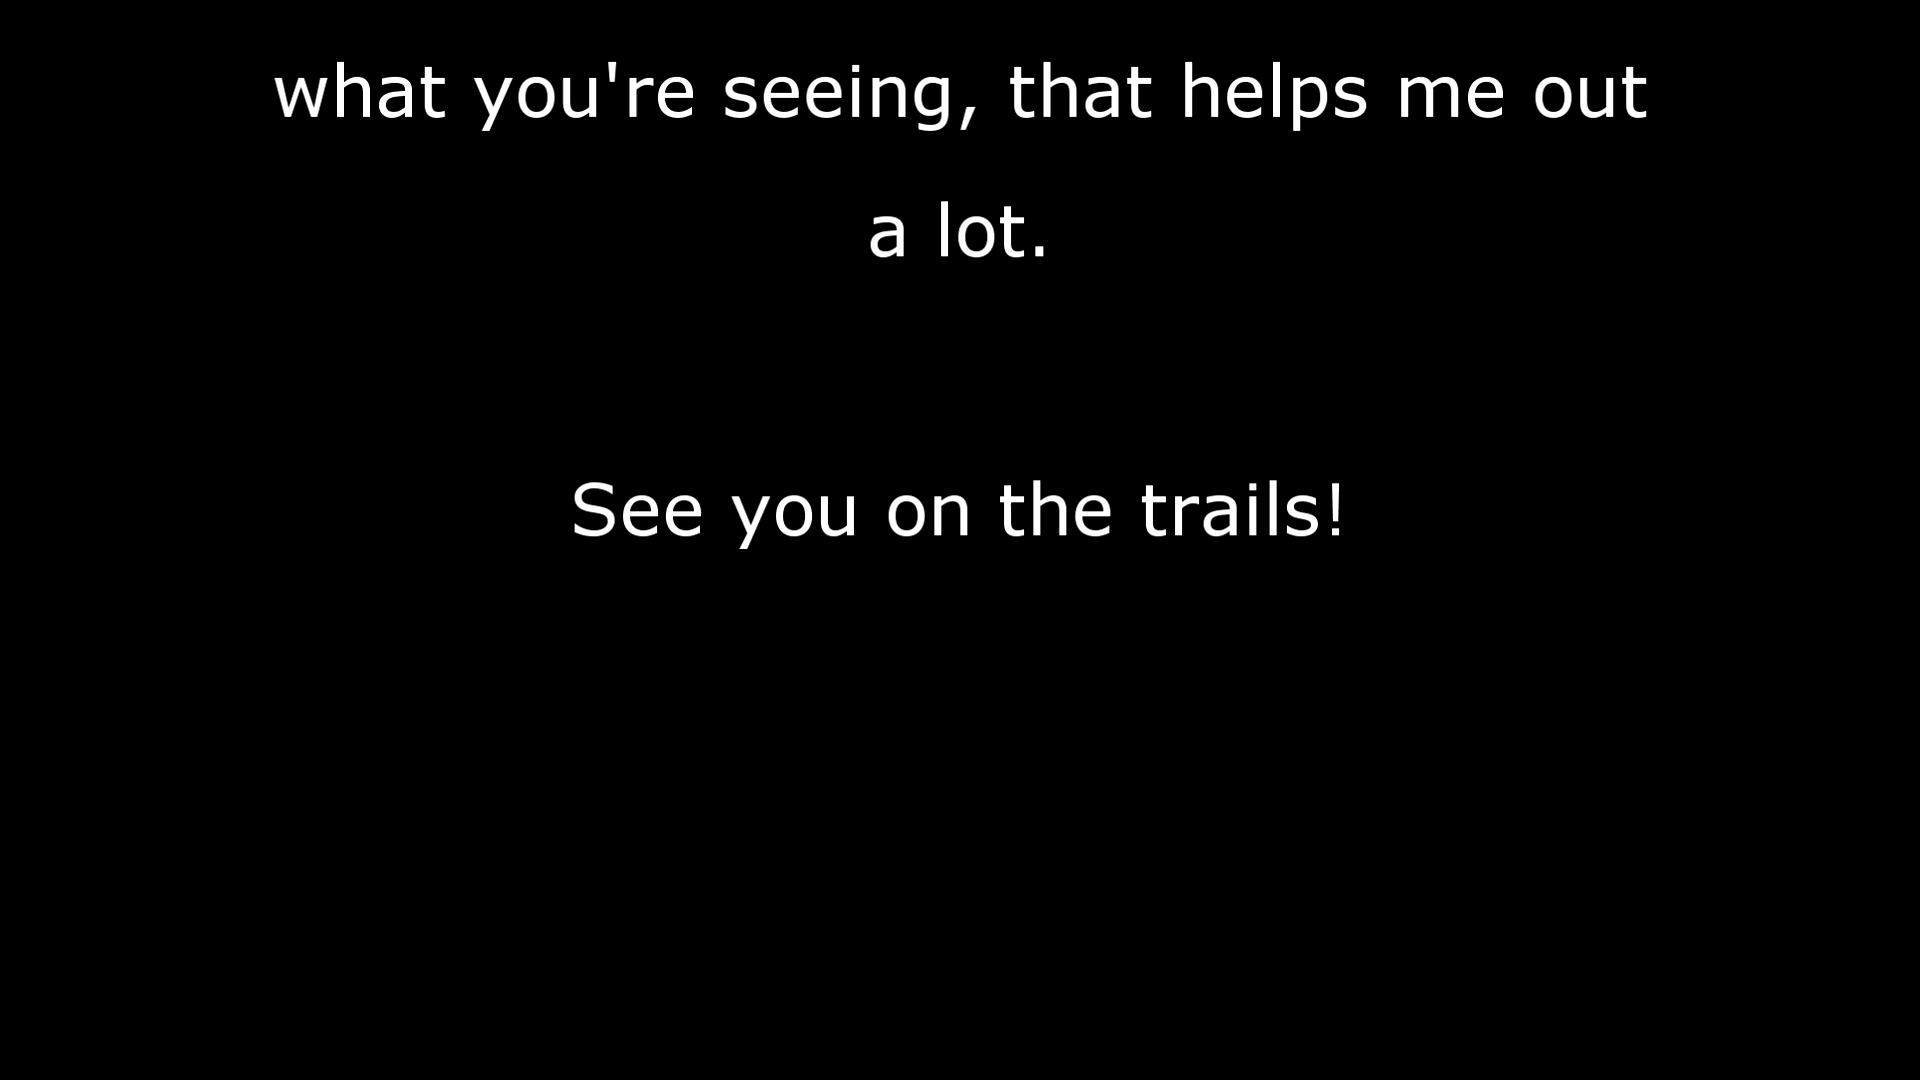 what you're seeing, that helps me out
a lot.
See you on the trails!